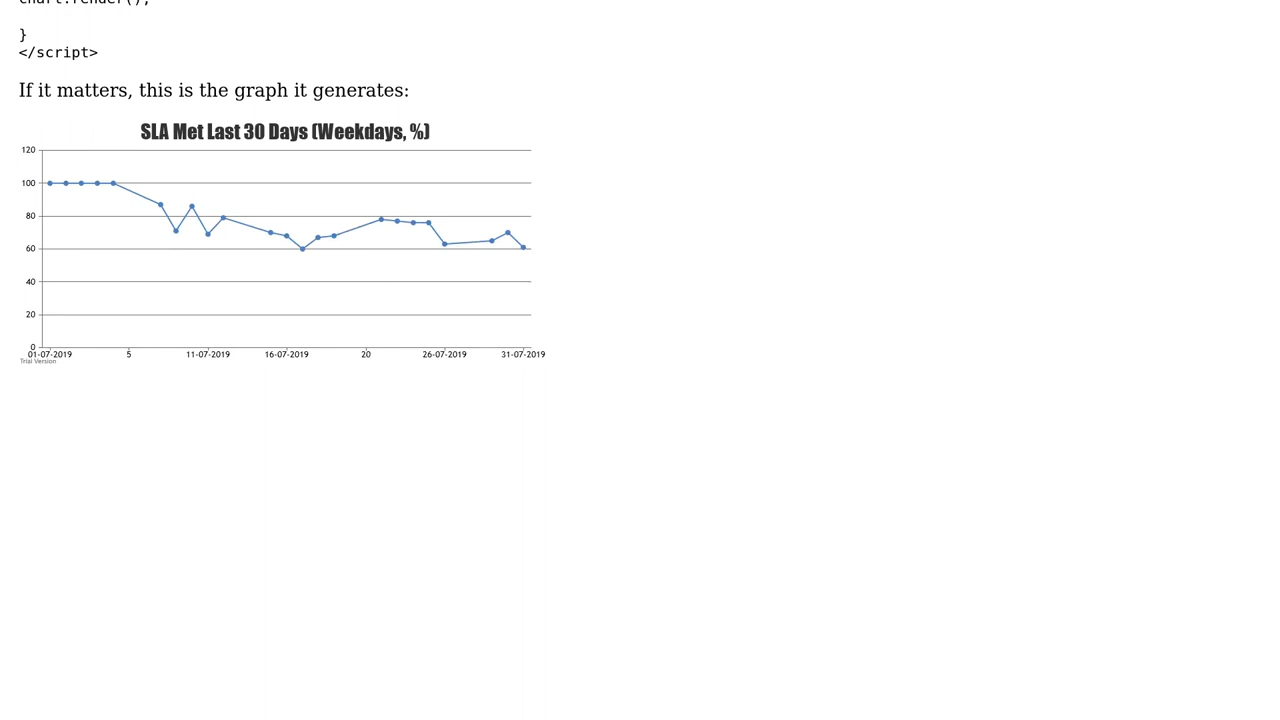 chart.render();
}
</script>
If it matters, this is the graph it generates:
SLA Met Last 30 Days (Weekdays, %)
120
100
80
60
40
20
0
01-07-2019 5 11-07-2019 16-07-2019 20 26-07-2019 31-07-2019
Trial Version